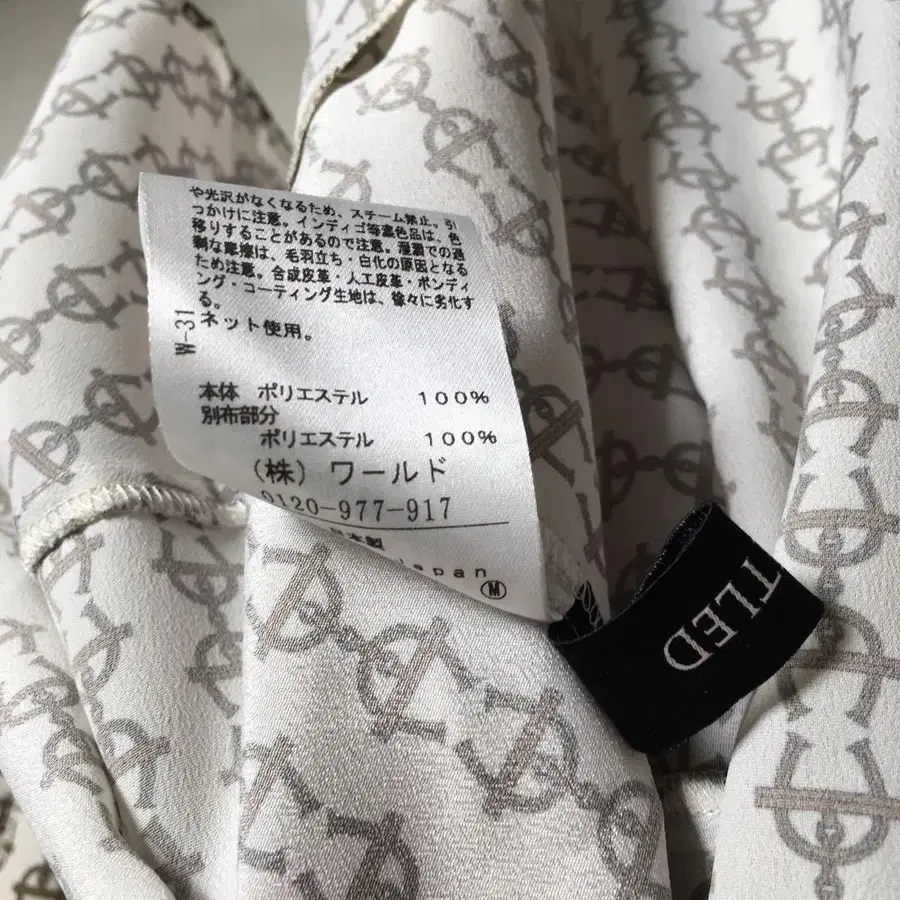 や光沢がなくなるため、スチーム禁止。引
つかけに注意。インディゴ等濃色品は、色
移りすることがあるので注意。湿潤での過
剰な摩擦は、毛羽立ち・白化の原因となる
ため注意。合成皮革・人工皮革・ボンディ
ング・コーティング生地は、徐々に劣化す
る。
ネット使用。
W-31
本体 ポリエステル 100%
別布部分
ポリエステル 100%
(株) ワールド
0120-977-917
日本製
Japan
M
TLED